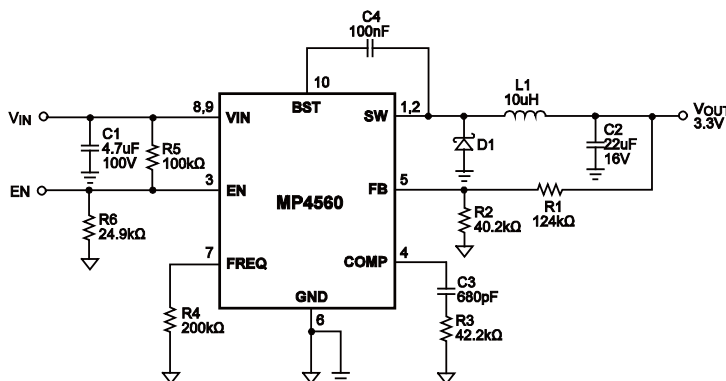 C4
100nF
10
BST
L1
10uH
8,9
VIN
VIN
SW
1,2
VOUT
3.3V
C1
4.7uF
100V
R5
100kΩ
D1
C2
22uF
16V
EN
3
EN
FB
5
MP4560
R6
24.9kΩ
R2
40.2kΩ
R1
124kΩ
7
FREQ
COMP
4
C3
680pF
GND
6
R4
200kΩ
R3
42.2kΩ